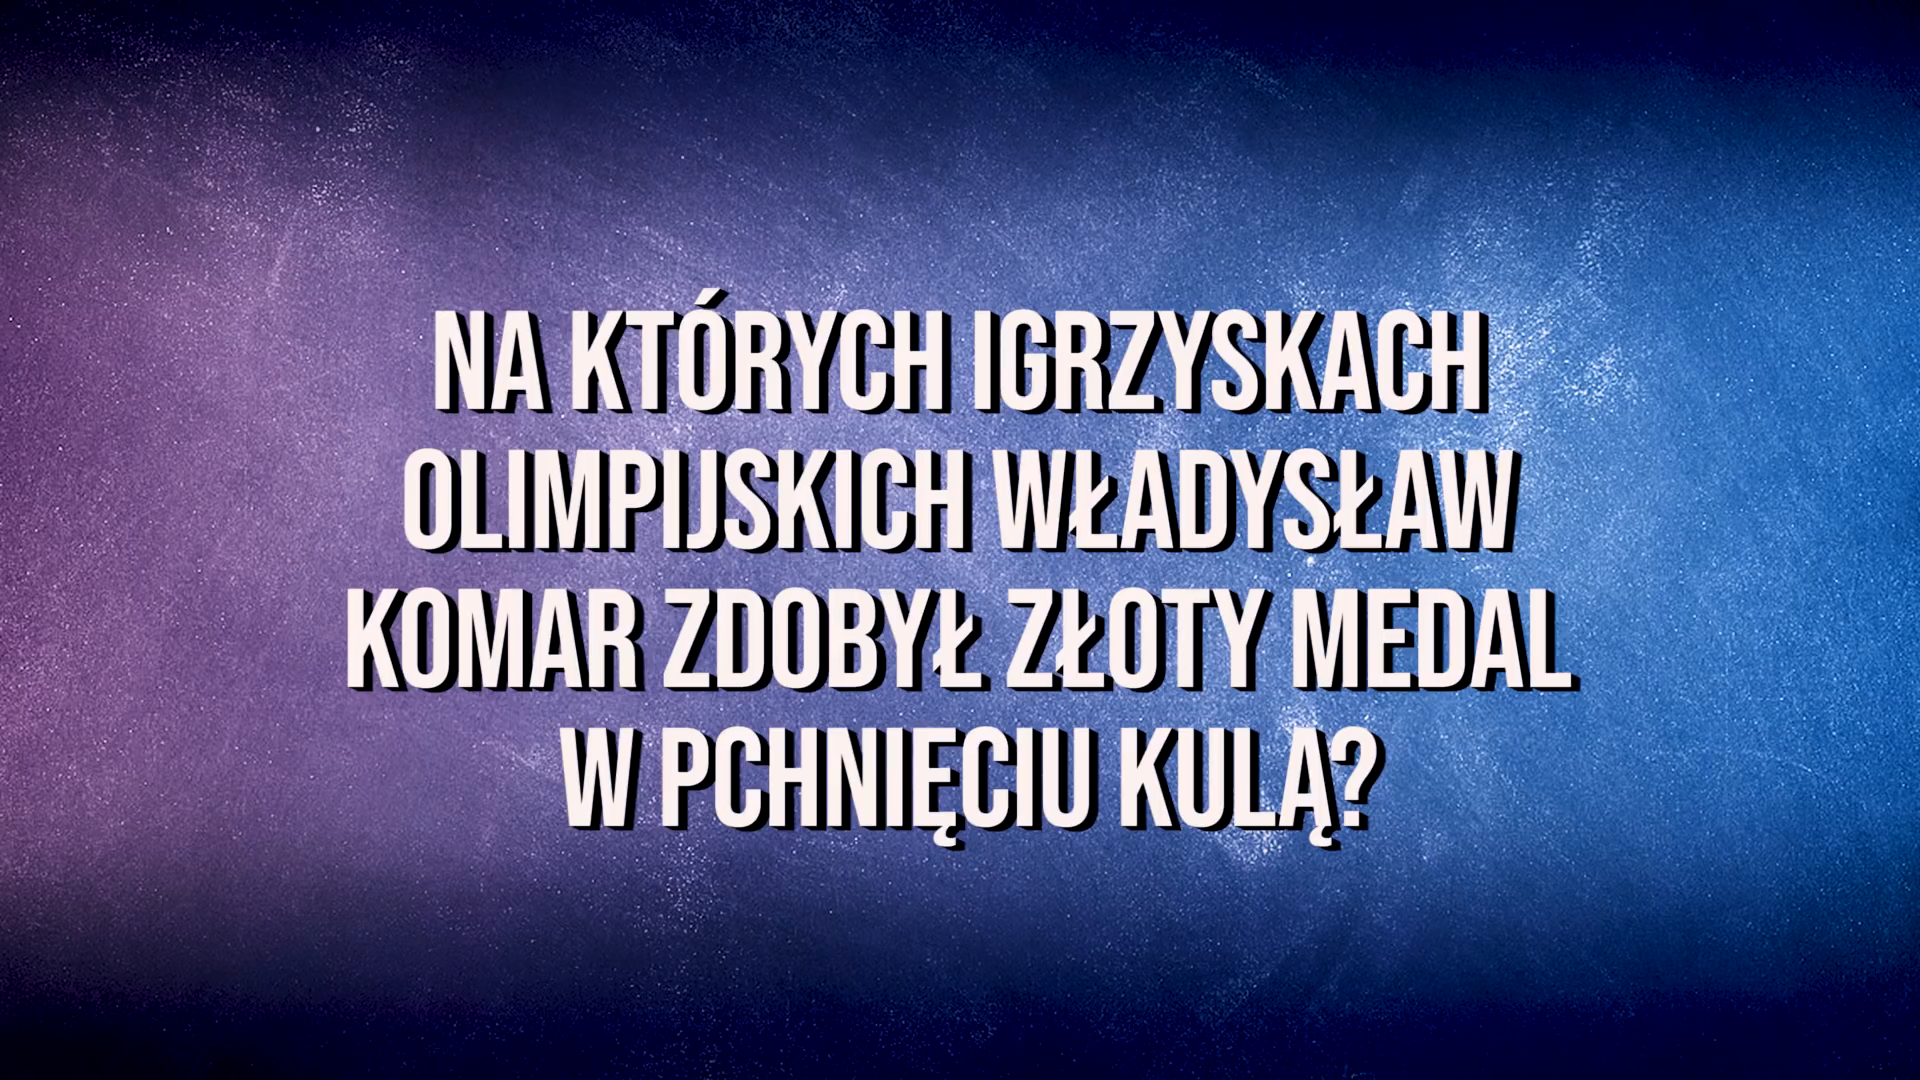 NA KTÓRYCH IGRZYSKACH
OLIMPIJSKICH WŁADYSŁAW
KOMAR ZDOBYŁ ZŁOTY MEDAL
W PCHNIĘCIU KULĄ?